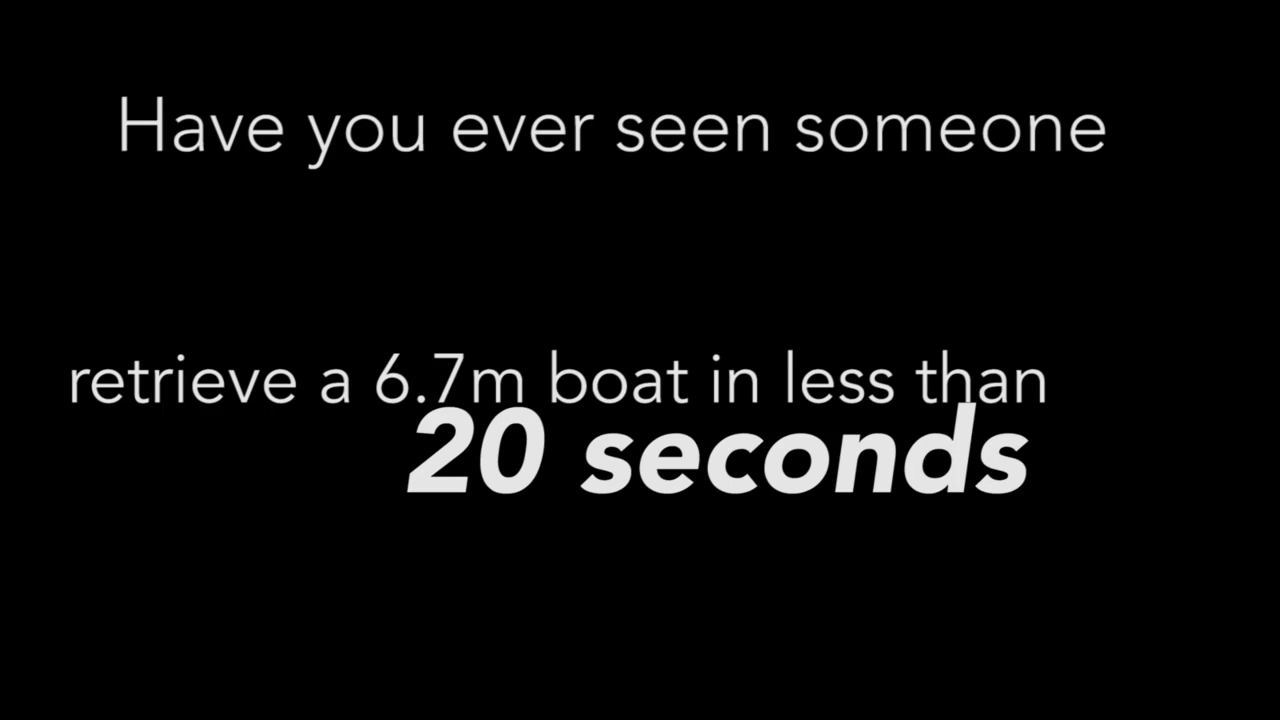 Have you ever seen someone
retrieve a 6.7m boat in less than
20 seconds